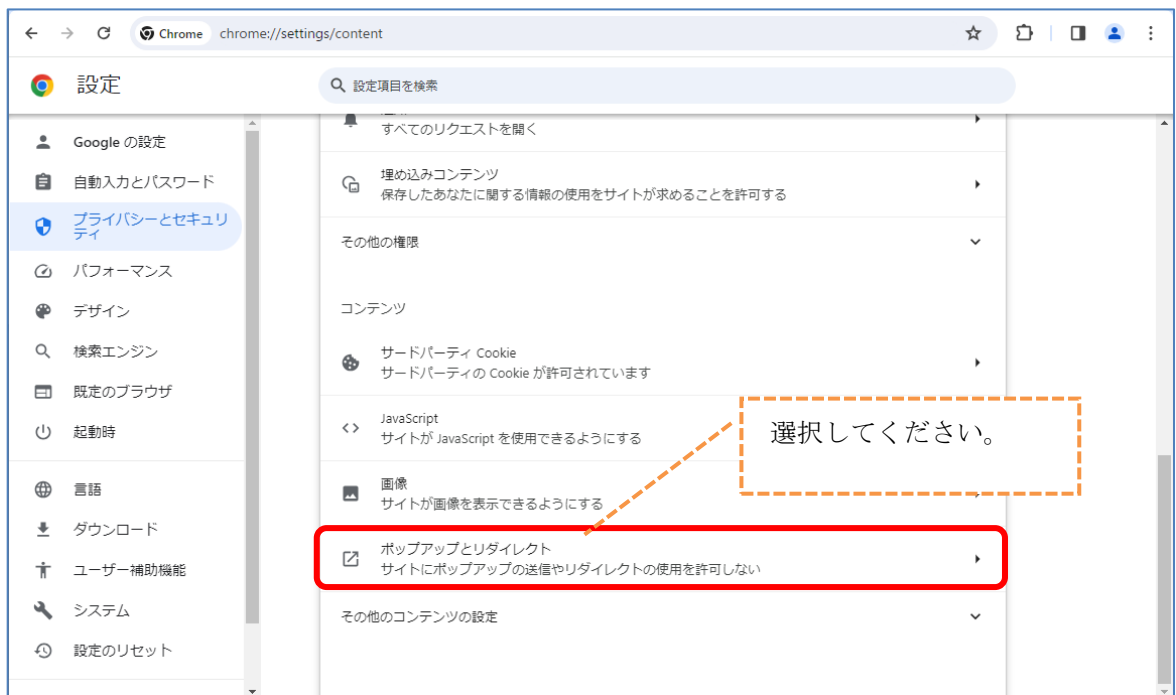 Chrome chrome://settings/content
設定
設定項目を検索
Google の設定
自動入力とパスワード
プライバシーとセキュリ
ティ
パフォーマンス
デザイン
検索エンジン
既定のブラウザ
起動時
言語
ダウンロード
ユーザー補助機能
システム
設定のリセット
すべてのリクエストを開く
埋め込みコンテンツ
保存したあなたに関する情報の使用をサイトが求めることを許可する
その他の権限
コンテンツ
サードパーティ Cookie
サードパーティの Cookie が許可されています
JavaScript
サイトが JavaScript を使用できるようにする
選択してください。
画像
サイトが画像を表示できるようにする
ポップアップとリダイレクト
サイトにポップアップの送信やリダイレクトの使用を許可しない
その他のコンテンツの設定